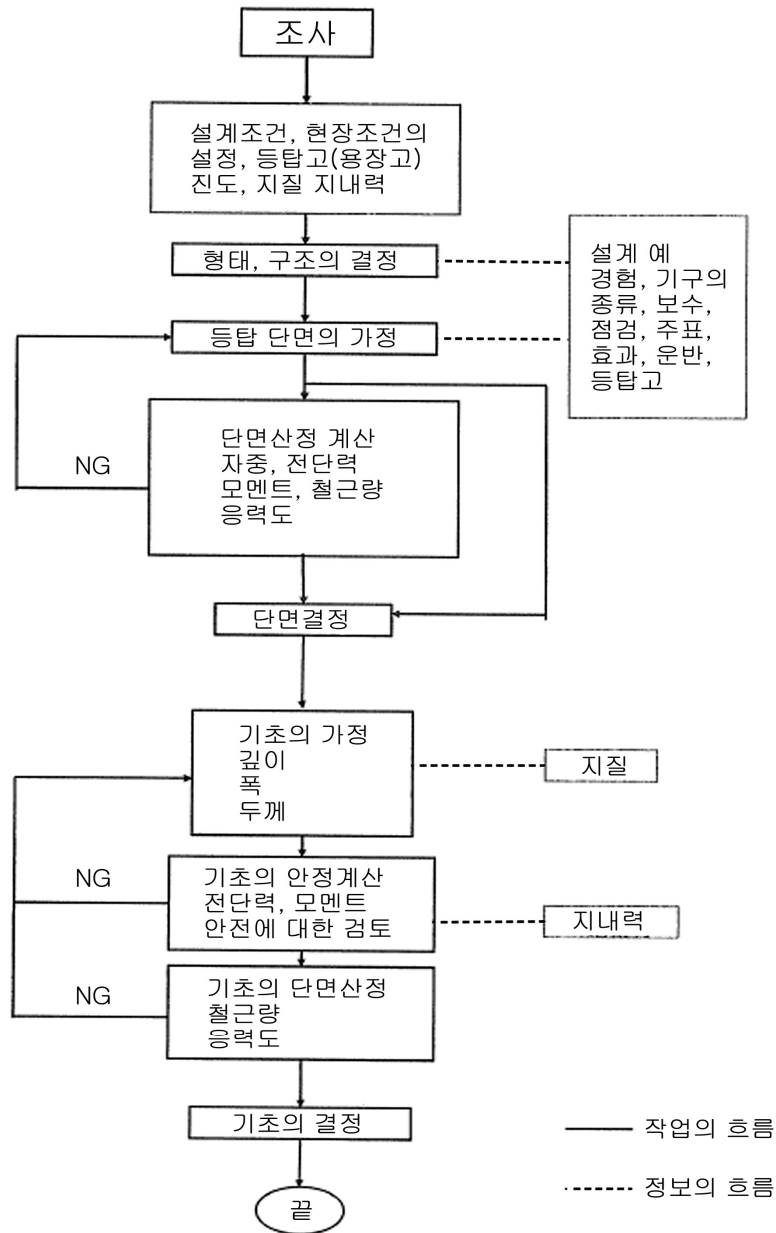 조사
설계조건, 현장조건의
설정, 등탑고(용장고)
진도, 지질 지내력
형태, 구조의 결정
설계 예
경험, 기구의
종류, 보수,
점검, 주표,
효과, 운반,
등탑고
등탑 단면의 가정
단면산정 계산
자중, 전단력
모멘트, 철근량
응력도
NG
단면결정
기초의 가정
깊이
폭
두께
지질
기초의 안정계산
전단력, 모멘트
안전에 대한 검토
NG
지내력
기초의 단면산정
철근량
응력도
NG
기초의 결정
끝
작업의 흐름
정보의 흐름